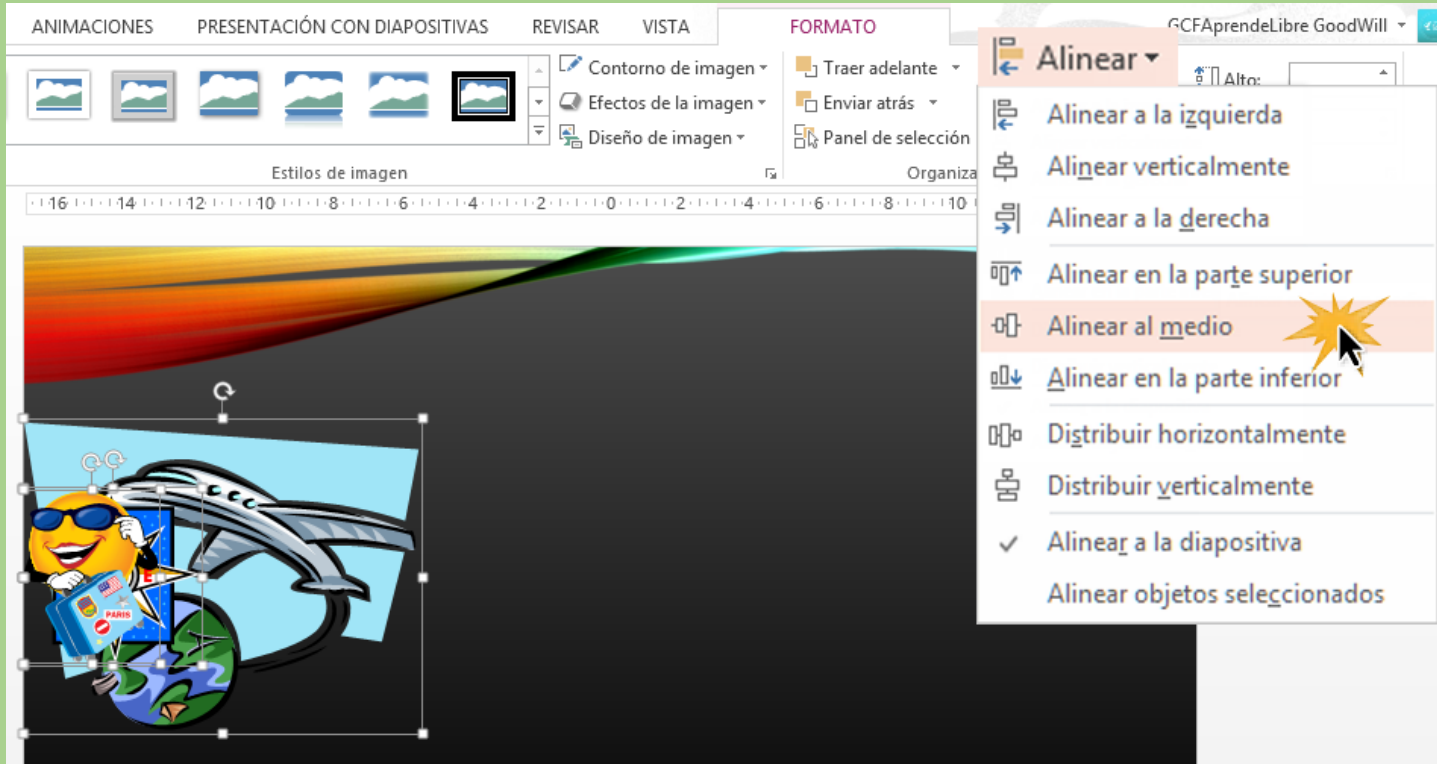 ANIMACIONES PRESENTACIÓN CON DIAPOSITIVAS REVISAR VISTA FORMATO GCFAprendeLibre GoodWill
Alinear
Contorno de imagen Traer adelante Alto:
Efectos de la imagen Enviar atrás
Diseño de imagen Panel de selección
Estilos de imagen Organiza
16 14 12 10 8 6 4 2 0 2 4 6 8 10
Alinear a la izquierda
Alinear verticalmente
Alinear a la derecha
Alinear en la parte superior
Alinear al medio
Alinear en la parte inferior
Distribuir horizontalmente
Distribuir verticalmente
Alinear a la diapositiva
Alinear objetos seleccionados
E
PARIS